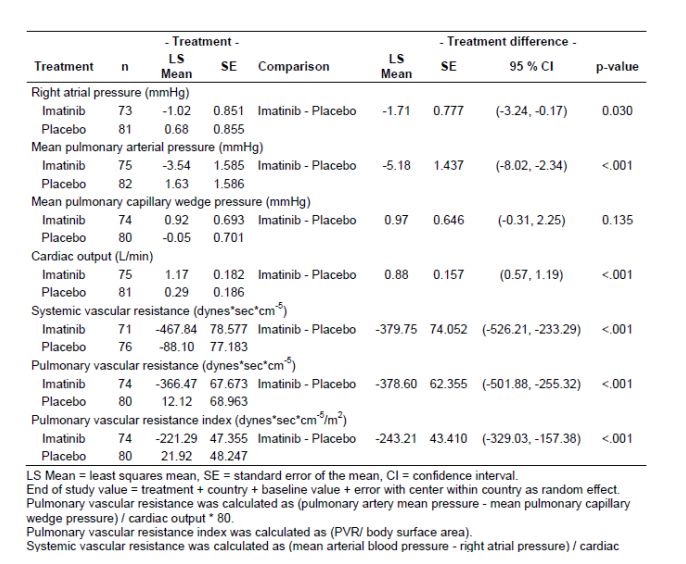 - Treatment - - Treatment difference -
Treatment n LS Mean SE Comparison LS Mean SE 95 % CI p-value
Right atrial pressure (mmHg)
Imatinib 73 -1.02 0.851 Imatinib - Placebo -1.71 0.777 (-3.24, -0.17) 0.030
Placebo 81 0.68 0.855
Mean pulmonary arterial pressure (mmHg)
Imatinib 75 -3.54 1.585 Imatinib - Placebo -5.18 1.437 (-8.02, -2.34) <.001
Placebo 82 1.63 1.586
Mean pulmonary capillary wedge pressure (mmHg)
Imatinib 74 0.92 0.693 Imatinib - Placebo 0.97 0.646 (-0.31, 2.25) 0.135
Placebo 80 -0.05 0.701
Cardiac output (L/min)
Imatinib 75 1.17 0.182 Imatinib - Placebo 0.88 0.157 (0.57, 1.19) <.001
Placebo 81 0.29 0.186
Systemic vascular resistance (dynes*sec*cm⁻⁵)
Imatinib 71 -467.84 78.577 Imatinib - Placebo -379.75 74.052 (-526.21, -233.29) <.001
Placebo 76 -88.10 77.183
Pulmonary vascular resistance (dynes*sec*cm⁻⁵)
Imatinib 74 -366.47 67.673 Imatinib - Placebo -378.60 62.355 (-501.88, -255.32) <.001
Placebo 80 12.12 68.963
Pulmonary vascular resistance index (dynes*sec*cm⁻⁵/m²)
Imatinib 74 -221.29 47.355 Imatinib - Placebo -243.21 43.410 (-329.03, -157.38) <.001
Placebo 80 21.92 48.247
LS Mean = least squares mean, SE = standard error of the mean, CI = confidence interval.
End of study value = treatment + country + baseline value + error with center within country as random effect.
Pulmonary vascular resistance was calculated as (pulmonary artery mean pressure - mean pulmonary capillary
wedge pressure) / cardiac output * 80.
Pulmonary vascular resistance index was calculated as (PVR/ body surface area).
Systemic vascular resistance was calculated as (mean arterial blood pressure - right atrial pressure) / cardiac